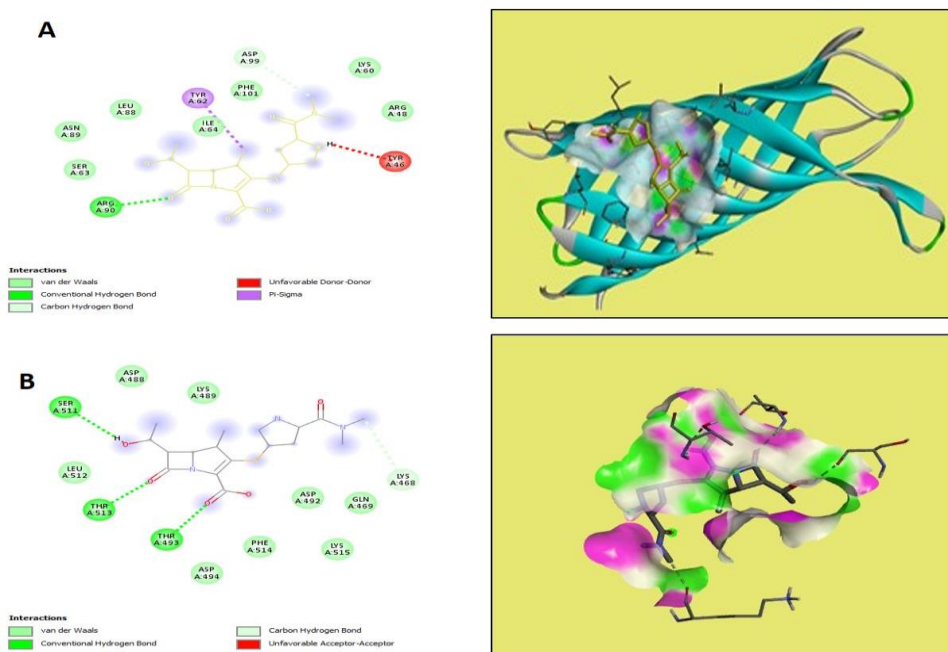 A
ASP
A:99
LYS
A:60
TYR
A:62
PHE
A:101
LEU
A:88
ARG
A:48
ILE
A:64
ASN
A:89
H
TYR
A:46
SER
A:63
ARG
A:90
Interactions
van der Waals
Conventional Hydrogen Bond
Carbon Hydrogen Bond
Unfavorable Donor-Donor
Pi-Sigma
B
ASP
A:488
LYS
A:489
SER
A:511
H
O
N
O
N
LEU
A:512
O
N
S
LYS
A:468
THR
A:513
O
O
ASP
A:492
GLN
A:469
THR
A:493
PHE
A:514
LYS
A:515
ASP
A:494
Interactions
van der Waals
Conventional Hydrogen Bond
Carbon Hydrogen Bond
Unfavorable Acceptor-Acceptor